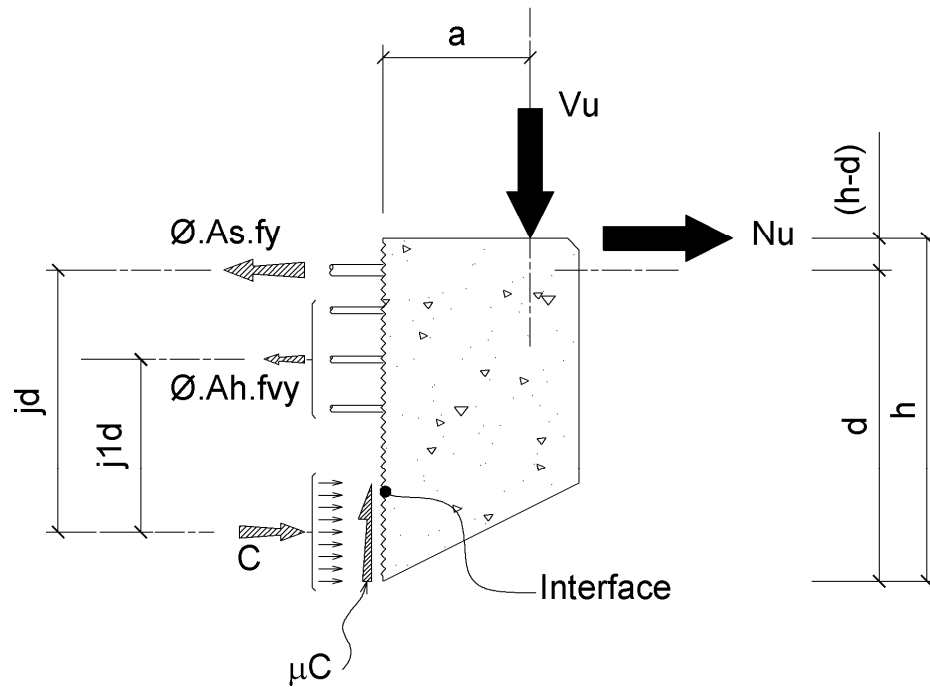 a
Vu
(h-d)
Ø.As.fy
Nu
Ø.Ah.fvy
jd
j1d
d
h
C
Interface
μC